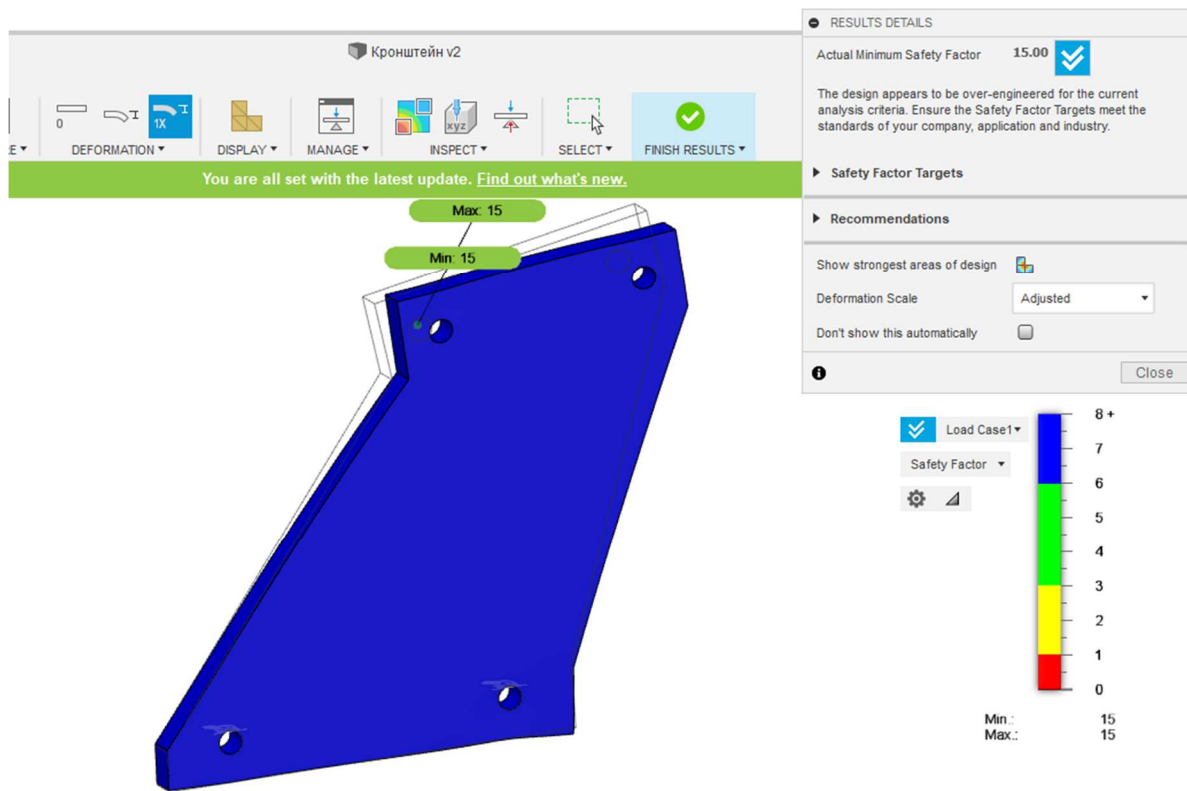 Кронштейн v2
0
1X
xyz
E ▾
DEFORMATION ▾
DISPLAY ▾
MANAGE ▾
INSPECT ▾
SELECT ▾
FINISH RESULTS ▾
You are all set with the latest update. Find out what's new.
Max: 15
Min: 15
RESULTS DETAILS
Actual Minimum Safety Factor 15.00
The design appears to be over-engineered for the current
analysis criteria. Ensure the Safety Factor Targets meet the
standards of your company, application and industry.
Safety Factor Targets
Recommendations
Show strongest areas of design
Deformation Scale Adjusted
Don't show this automatically
Close
Load Case1
Safety Factor
8 +
7
6
5
4
3
2
1
0
Min.: 15
Max.: 15